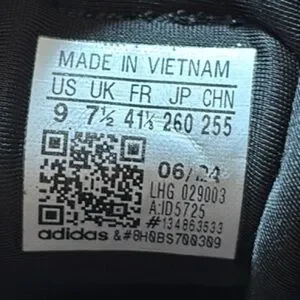 MADE IN VIETNAM
US UK FR JP CHN
9 7½ 41⅓ 260 255
06/24
LHG 029003
A:ID5725
#134863533
adidas &#8H0BS700309